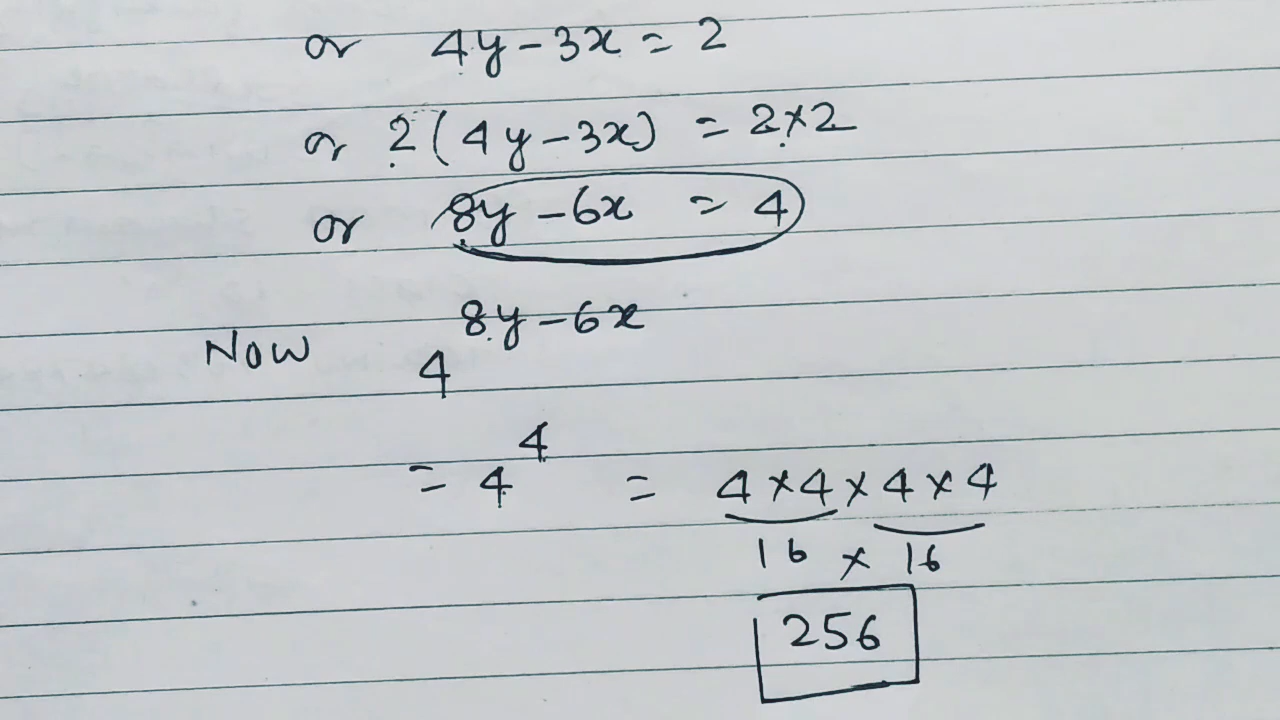 or 4y - 3x = 2
or 2(4y - 3x) = 2×2
or 8y - 6x = 4
Now 4^{8y - 6x}
= 4^4 = 4×4×4×4
16 × 16
256